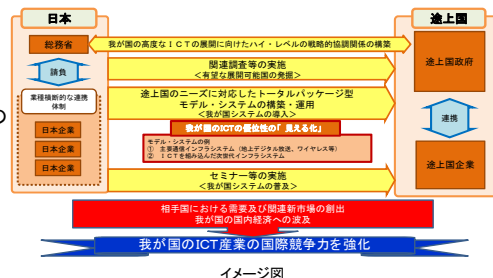 日本
途上国
総務省
我が国の高度なICTの展開に向けたハイ・レベルの戦略的協調関係の構築
請負
業種横断的な連携
体制
日本企業
日本企業
日本企業
の
関連調査等の実施
<有望な展開可能国の発掘>
途上国のニーズに対応したトータルパッケージ型
モデル・システムの構築・運用
<我が国システムの導入>
我が国のICTの優位性の「見える化」
モデル・システムの例
① 主要通信インフラシステム(地上デジタル放送、ワイヤレス等)
② ICTを組み込んだ次世代インフラシステム
セミナー等の実施
<我が国システムの普及>
途上国政府
連携
途上国企業
相手国における需要及び関連新市場の創出
我が国の国内経済への波及
我が国のICT産業の国際競争力を強化
イメージ図